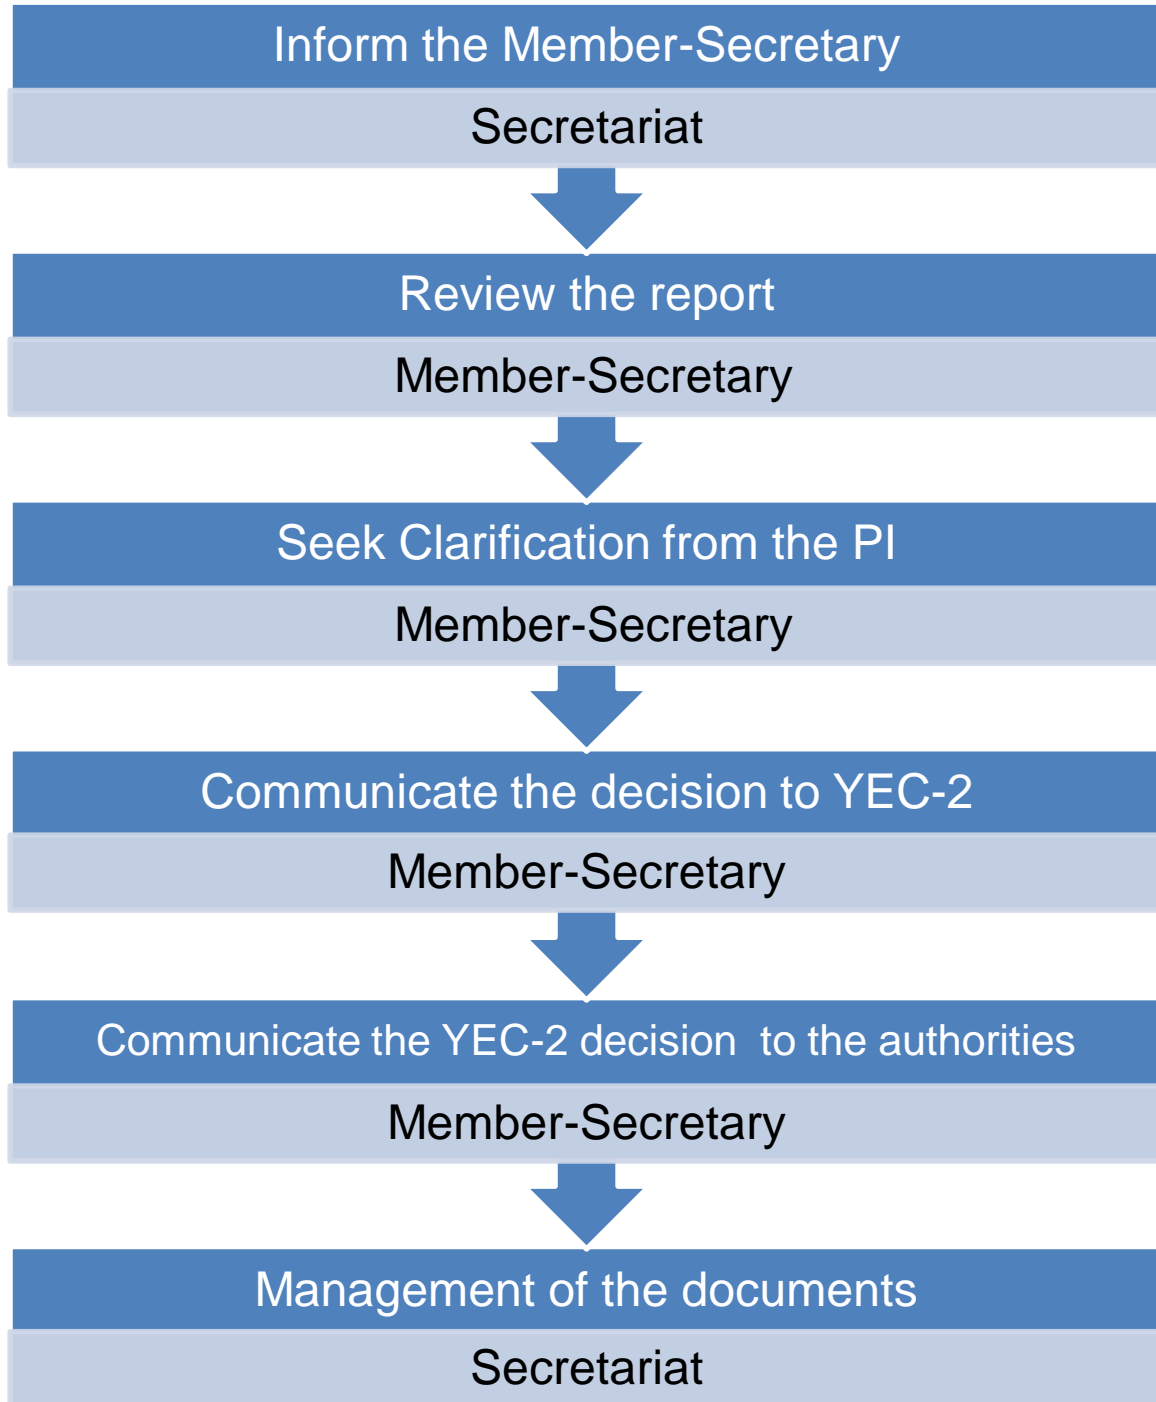 Inform the Member-Secretary
Secretariat
Review the report
Member-Secretary
Seek Clarification from the PI
Member-Secretary
Communicate the decision to YEC-2
Member-Secretary
Communicate the YEC-2 decision  to the authorities
Member-Secretary
Management of the documents
Secretariat